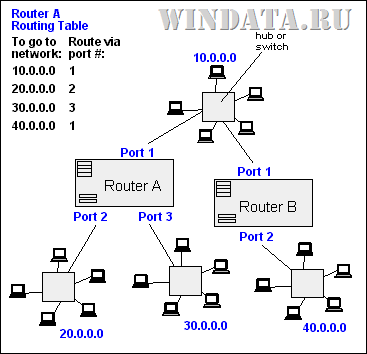 Router A
Routing Table
To go to Route via
network: port #:
10.0.0.0 1
20.0.0.0 2
30.0.0.0 3
40.0.0.0 1
WINDATA.RU
hub or
switch
10.0.0.0
Port 1
Router A
Port 2 Port 3
Port 1
Router B
Port 2
20.0.0.0
30.0.0.0
40.0.0.0